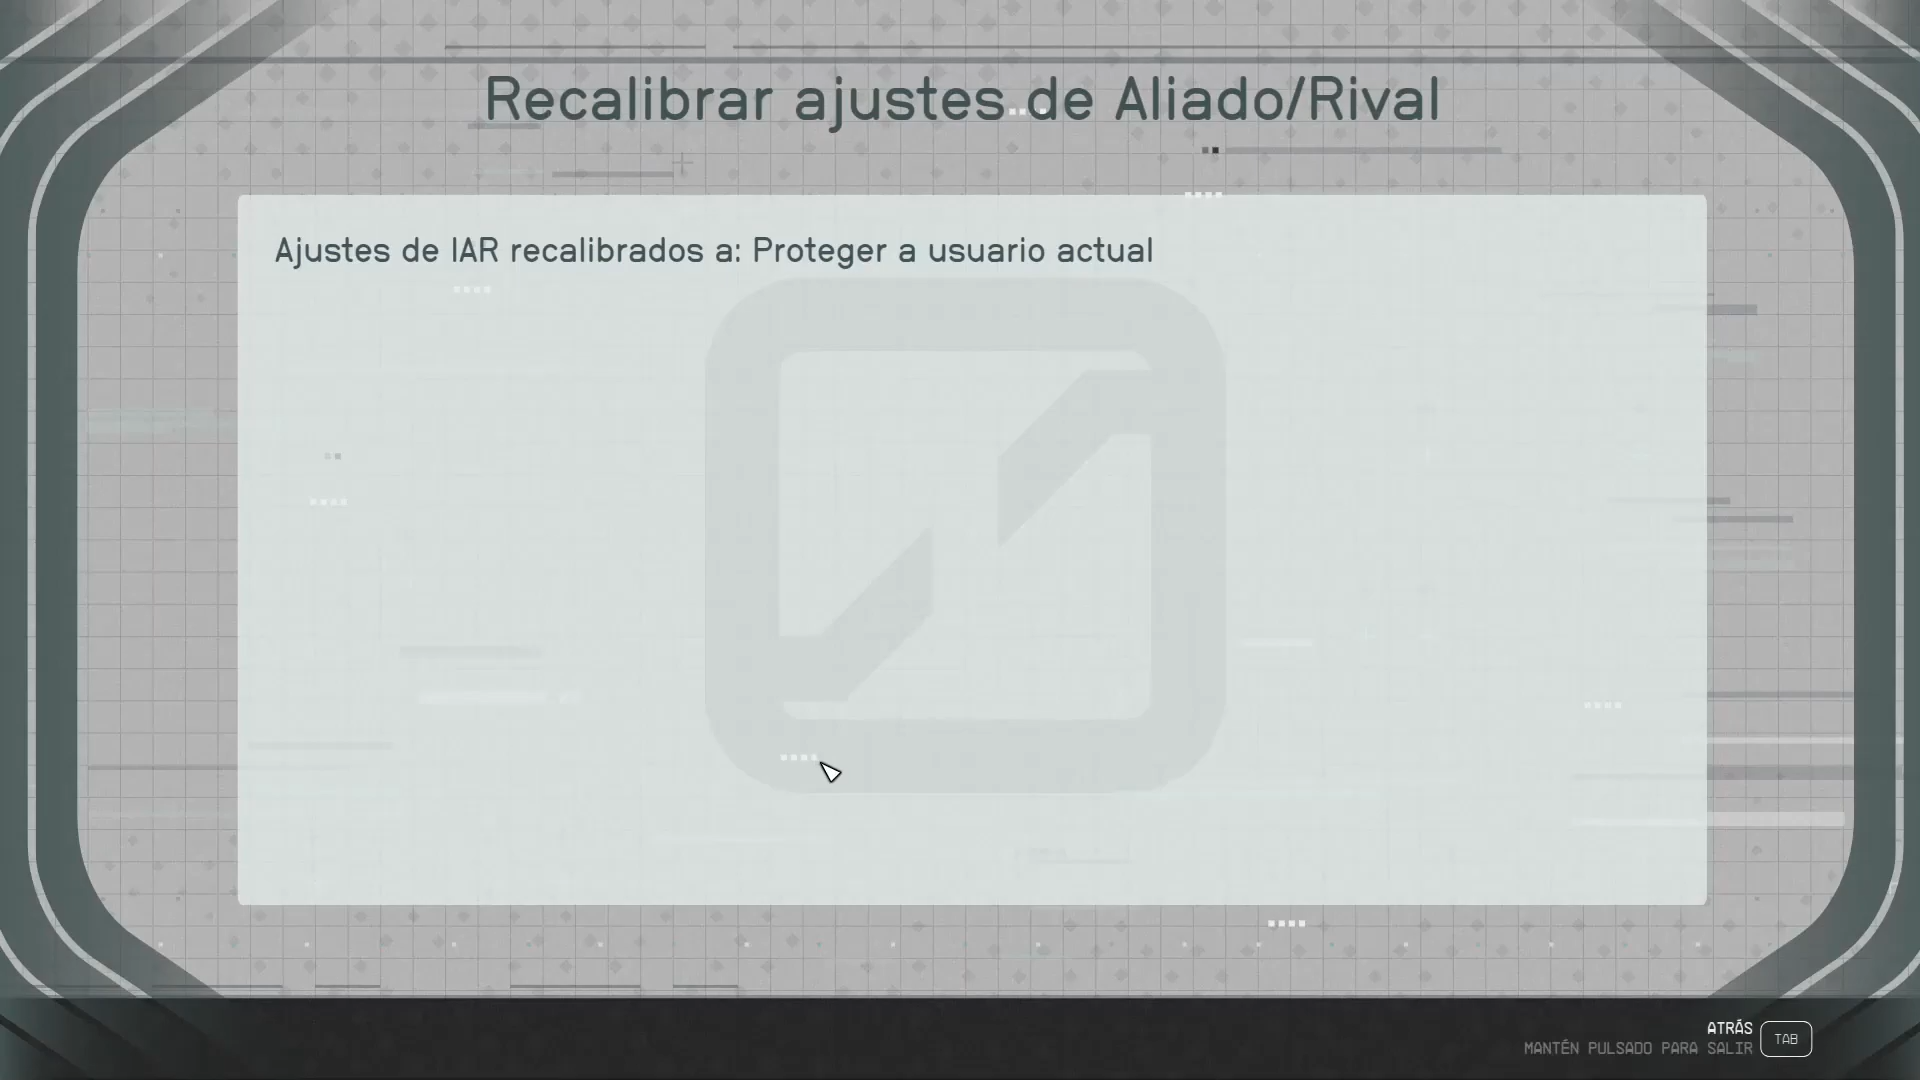 Recalibrar ajustes de Aliado/Rival
Ajustes de IAR recalibrados a: Proteger a usuario actual
ATRÁS
MANTÉN PULSADO PARA SALIR
TAB